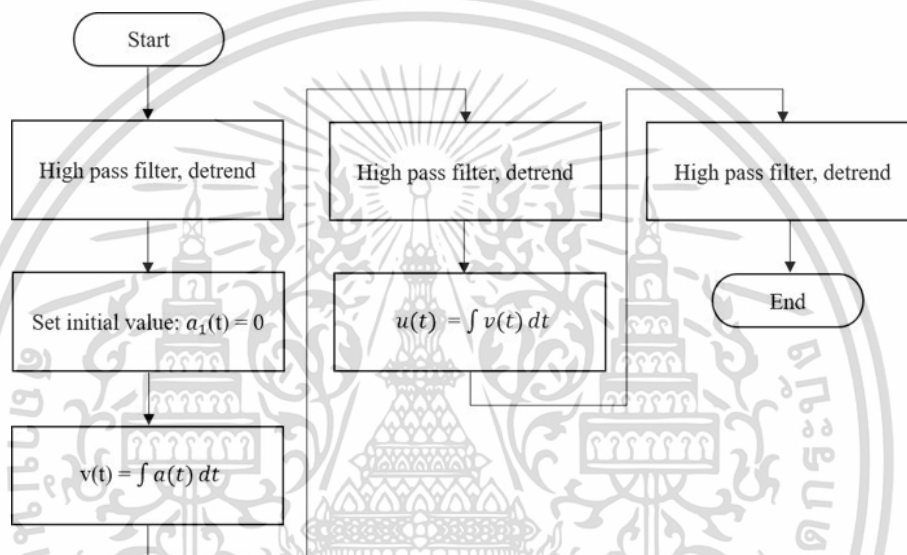 Start
High pass filter, detrend
Set initial value: a₁(t) = 0
v(t) = ∫ a(t) dt
High pass filter, detrend
u(t) = ∫ v(t) dt
High pass filter, detrend
End